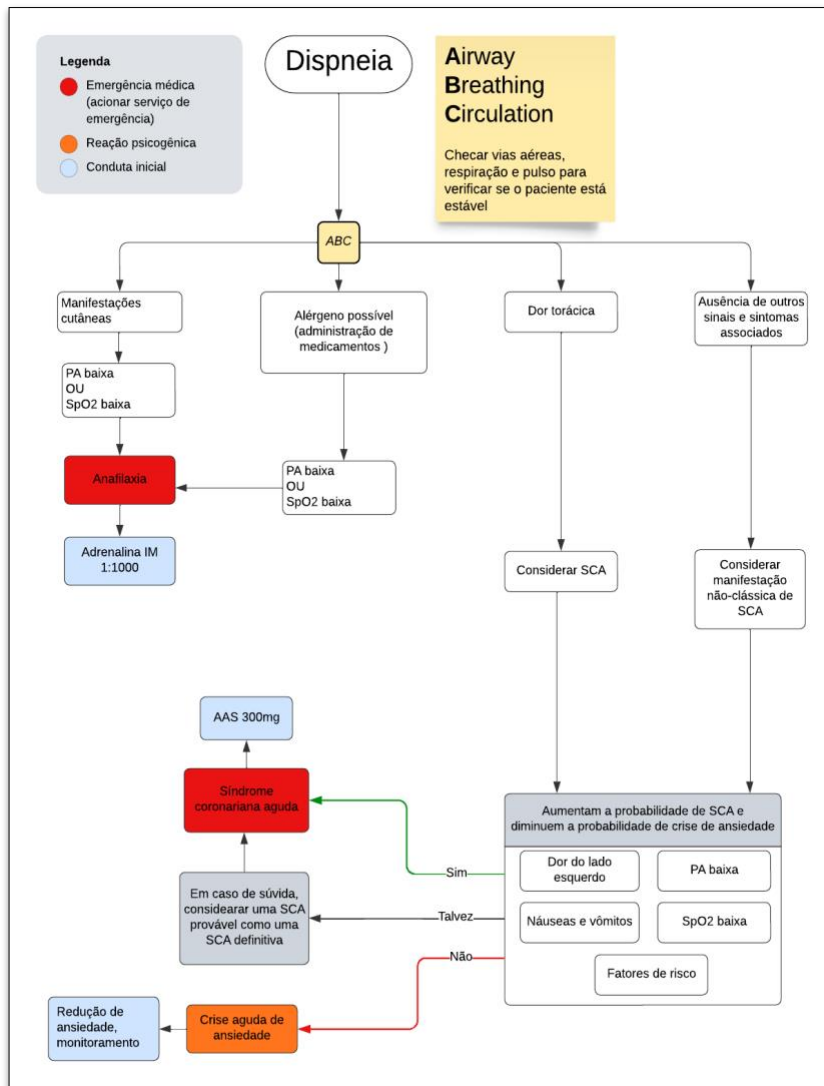 Legenda
Emergência médica
(acionar serviço de
emergência)
Reação psicogênica
Conduta inicial
Dispneia
Airway
Breathing
Circulation
Checar vias aéreas,
respiração e pulso para
verificar se o paciente está
estável
ABC
Manifestações
cutâneas
Alérgeno possível
(administração de
medicamentos )
Dor torácica
Ausência de outros
sinais e sintomas
associados
PA baixa
OU
SpO2 baixa
PA baixa
OU
SpO2 baixa
Anafilaxia
Adrenalina IM
1:1000
Considerar SCA
Considerar
manifestação
não-clássica de
SCA
AAS 300mg
Síndrome
coronariana aguda
Aumentam a probabilidade de SCA e
diminuem a probabilidade de crise de ansiedade
Dor do lado
esquerdo
PA baixa
Náuseas e vômitos
SpO2 baixa
Fatores de risco
Sim
Talvez
Não
Em caso de súvida,
considearar uma SCA
provável como uma
SCA definitiva
Crise aguda de
ansiedade
Redução de
ansiedade,
monitoramento